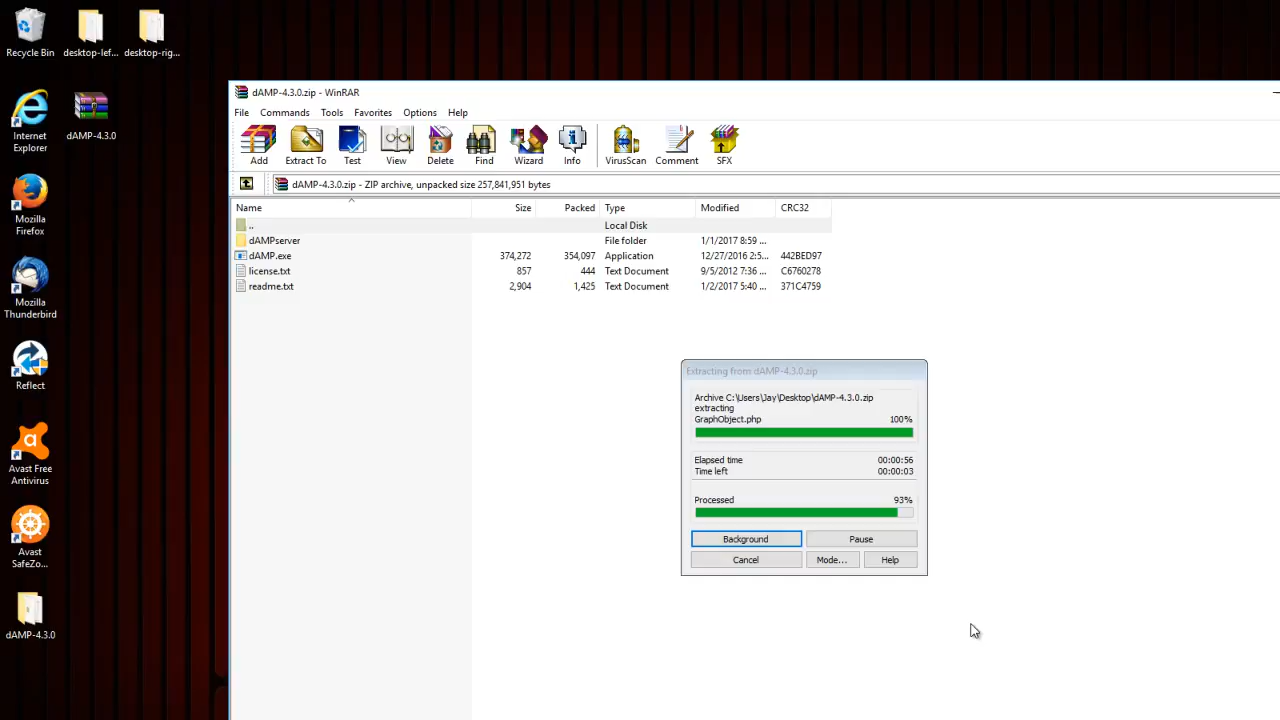 Recycle Bin
desktop-lef...
desktop-rig...
Internet
Explorer
dAMP-4.3.0
Mozilla
Firefox
Mozilla
Thunderbird
Reflect
Avast Free
Antivirus
Avast
SafeZo...
dAMP-4.3.0
dAMP-4.3.0.zip - WinRAR
File Commands Tools Favorites Options Help
Add Extract To Test View Delete Find Wizard Info VirusScan Comment SFX
dAMP-4.3.0.zip - ZIP archive, unpacked size 257,841,951 bytes
Name Size Packed Type Modified CRC32
.. Local Disk
dAMPserver File folder 1/1/2017 8:59 ...
dAMP.exe 374,272 354,097 Application 12/27/2016 2:5... 442BED97
license.txt 857 444 Text Document 9/5/2012 7:36 ... C6760278
readme.txt 2,904 1,425 Text Document 1/2/2017 5:40 ... 371C4759
Extracting from dAMP-4.3.0.zip
Archive C:\Users\Jay\Desktop\dAMP-4.3.0.zip
extracting
GraphObject.php 100%
Elapsed time 00:00:56
Time left 00:00:03
Processed 93%
Background Pause
Cancel Mode... Help